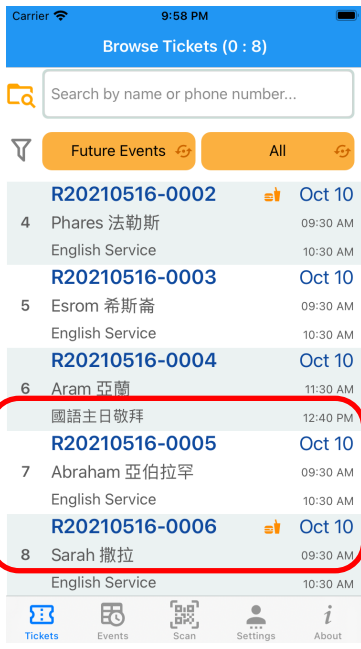 Carrier 9:58 PM
Browse Tickets (0 : 8)
Search by name or phone number...
Future Events All
R20210516-0002 Oct 10
4 Phares 法勒斯 09:30 AM
English Service 10:30 AM
R20210516-0003 Oct 10
5 Esrom 希斯崙 09:30 AM
English Service 10:30 AM
R20210516-0004 Oct 10
6 Aram 亞蘭 11:30 AM
國語主日敬拜 12:40 PM
R20210516-0005 Oct 10
7 Abraham 亞伯拉罕 09:30 AM
English Service 10:30 AM
R20210516-0006 Oct 10
8 Sarah 撒拉 09:30 AM
English Service 10:30 AM
Tickets Events Scan Settings About